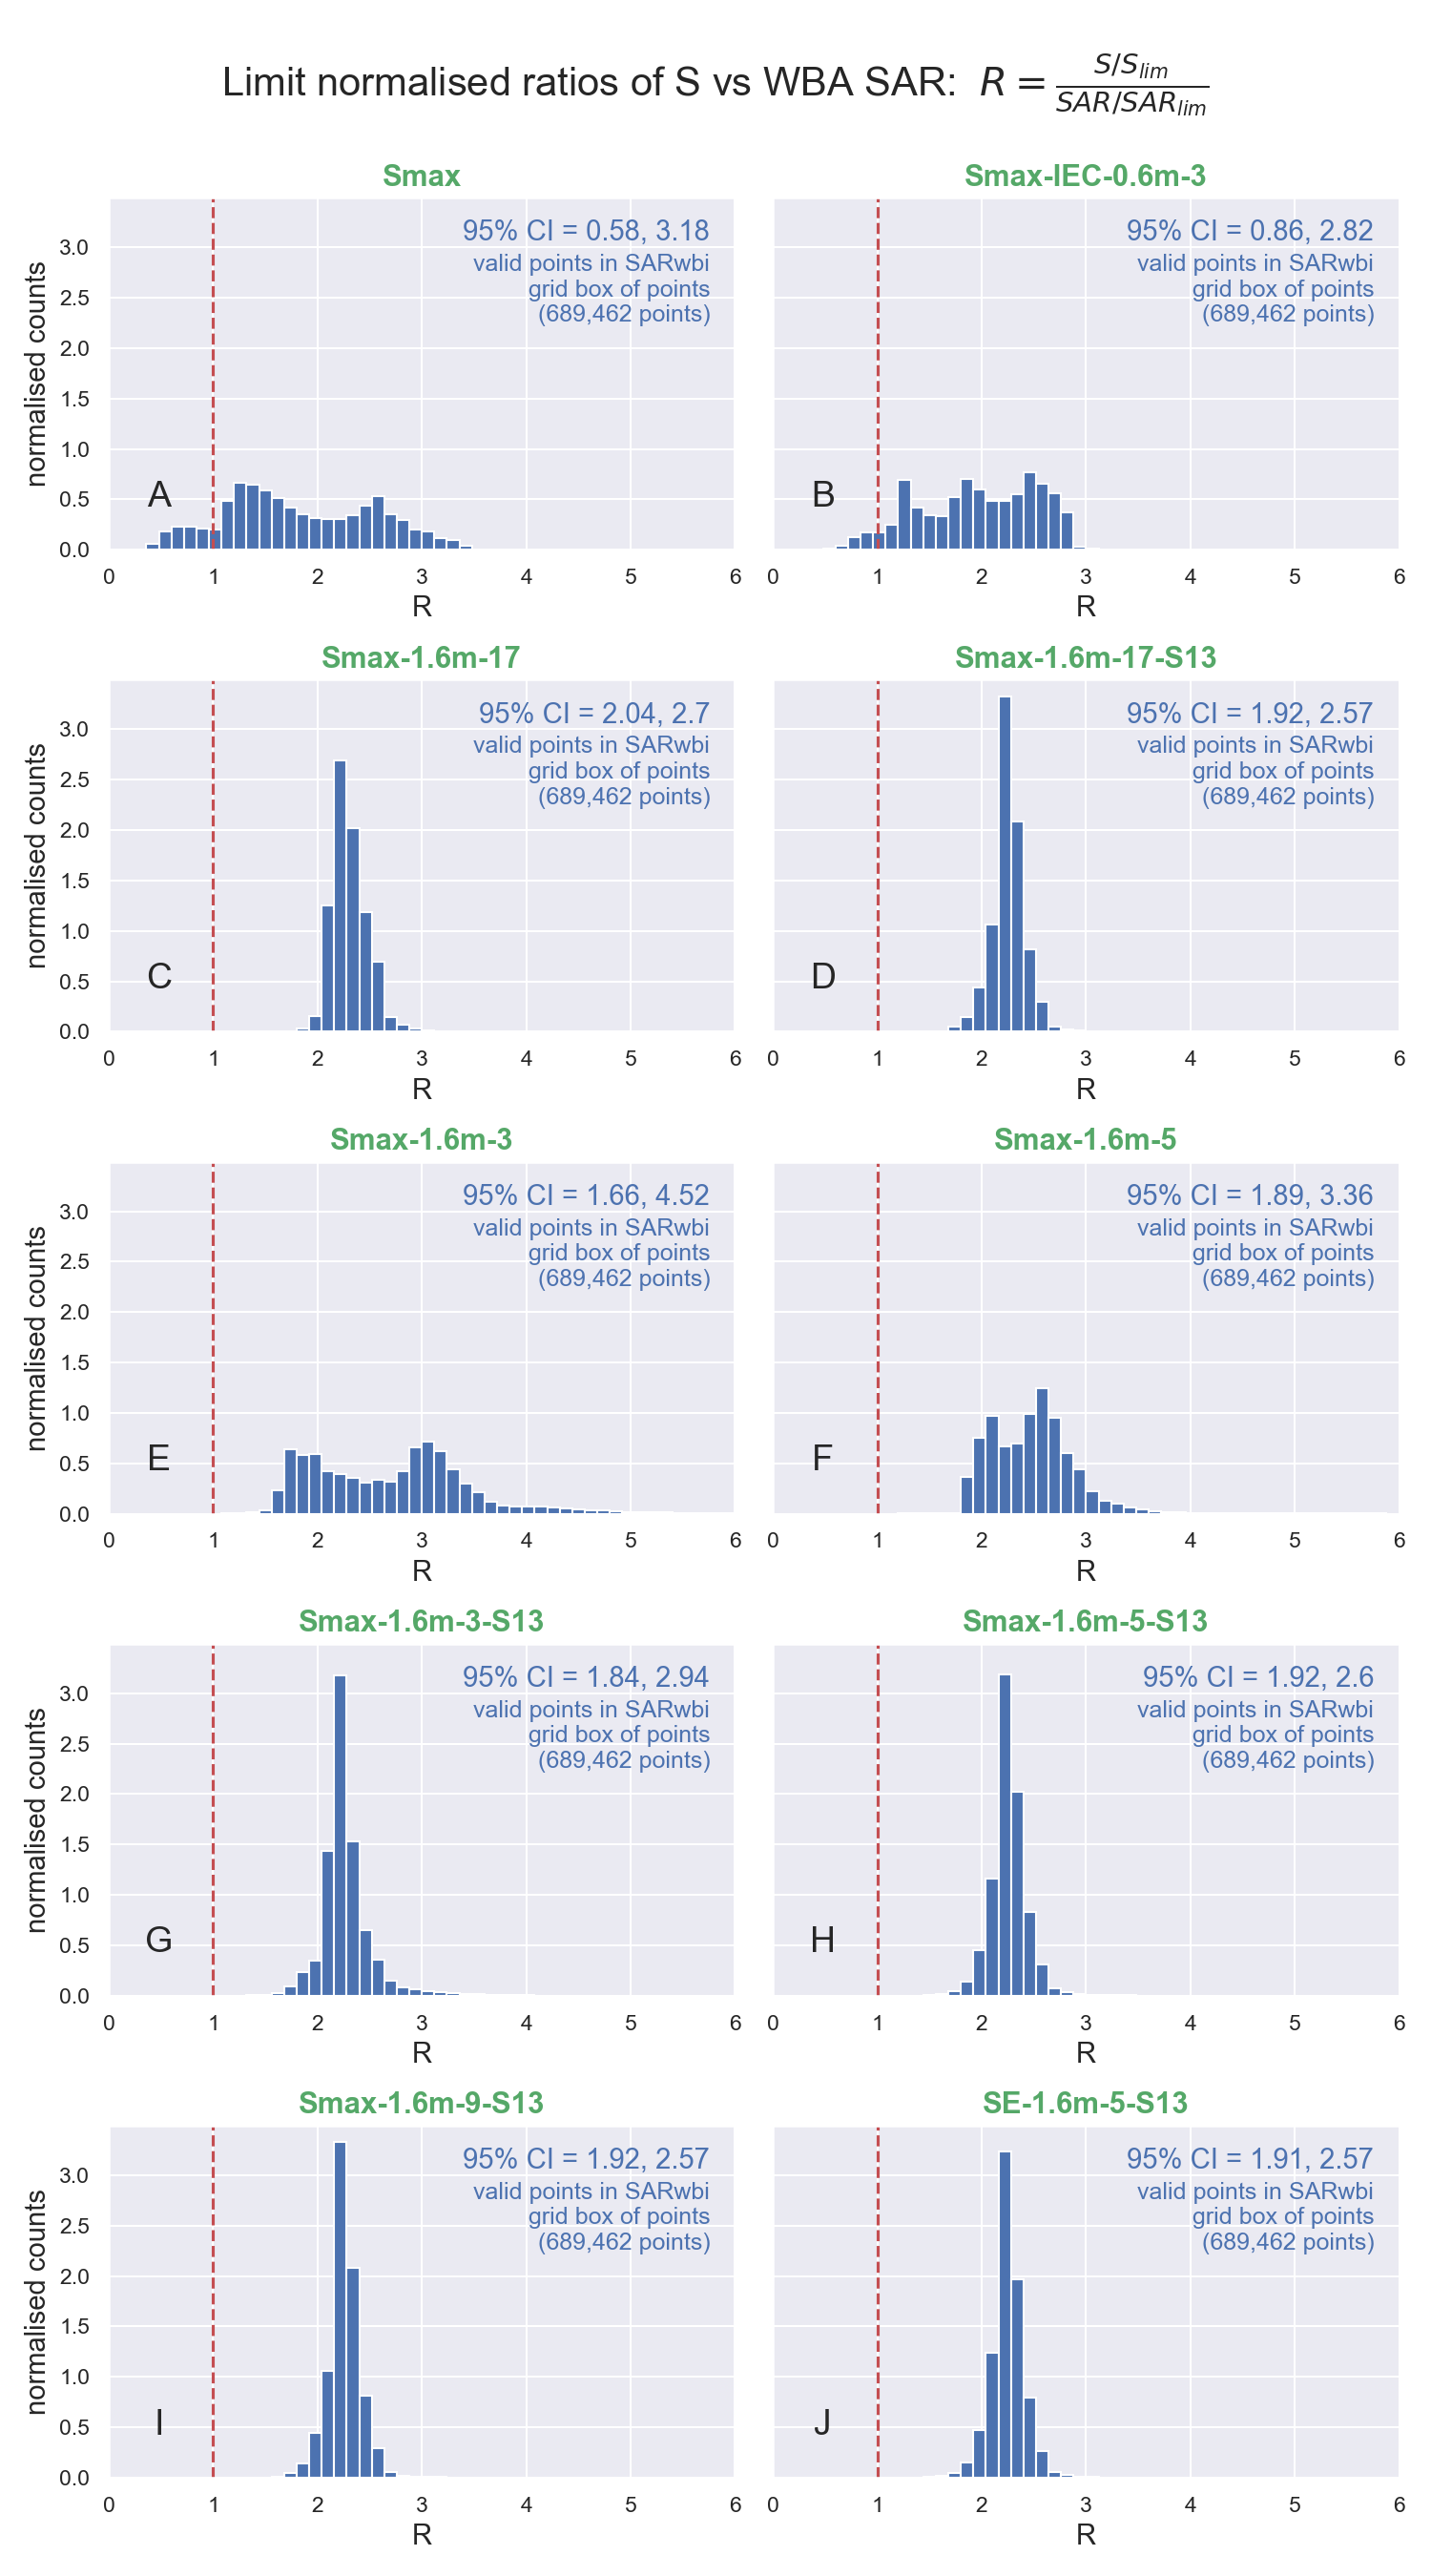 Limit normalised ratios of S vs WBA SAR: R = \frac{S/S_{lim}}{SAR/SAR_{lim}}
Smax
95% CI = 0.58, 3.18
valid points in SARwbi
grid box of points
(689,462 points)
normalised counts
3.0
2.5
2.0
1.5
1.0
0.5
0.0
A
0 1 2 3 4 5 6
R
Smax-IEC-0.6m-3
95% CI = 0.86, 2.82
valid points in SARwbi
grid box of points
(689,462 points)
B
0 1 2 3 4 5 6
R
Smax-1.6m-17
95% CI = 2.04, 2.7
valid points in SARwbi
grid box of points
(689,462 points)
normalised counts
3.0
2.5
2.0
1.5
1.0
0.5
0.0
C
0 1 2 3 4 5 6
R
Smax-1.6m-17-S13
95% CI = 1.92, 2.57
valid points in SARwbi
grid box of points
(689,462 points)
D
0 1 2 3 4 5 6
R
Smax-1.6m-3
95% CI = 1.66, 4.52
valid points in SARwbi
grid box of points
(689,462 points)
normalised counts
3.0
2.5
2.0
1.5
1.0
0.5
0.0
E
0 1 2 3 4 5 6
R
Smax-1.6m-5
95% CI = 1.89, 3.36
valid points in SARwbi
grid box of points
(689,462 points)
F
0 1 2 3 4 5 6
R
Smax-1.6m-3-S13
95% CI = 1.84, 2.94
valid points in SARwbi
grid box of points
(689,462 points)
normalised counts
3.0
2.5
2.0
1.5
1.0
0.5
0.0
G
0 1 2 3 4 5 6
R
Smax-1.6m-5-S13
95% CI = 1.92, 2.6
valid points in SARwbi
grid box of points
(689,462 points)
H
0 1 2 3 4 5 6
R
Smax-1.6m-9-S13
95% CI = 1.92, 2.57
valid points in SARwbi
grid box of points
(689,462 points)
normalised counts
3.0
2.5
2.0
1.5
1.0
0.5
0.0
I
0 1 2 3 4 5 6
R
SE-1.6m-5-S13
95% CI = 1.91, 2.57
valid points in SARwbi
grid box of points
(689,462 points)
J
0 1 2 3 4 5 6
R